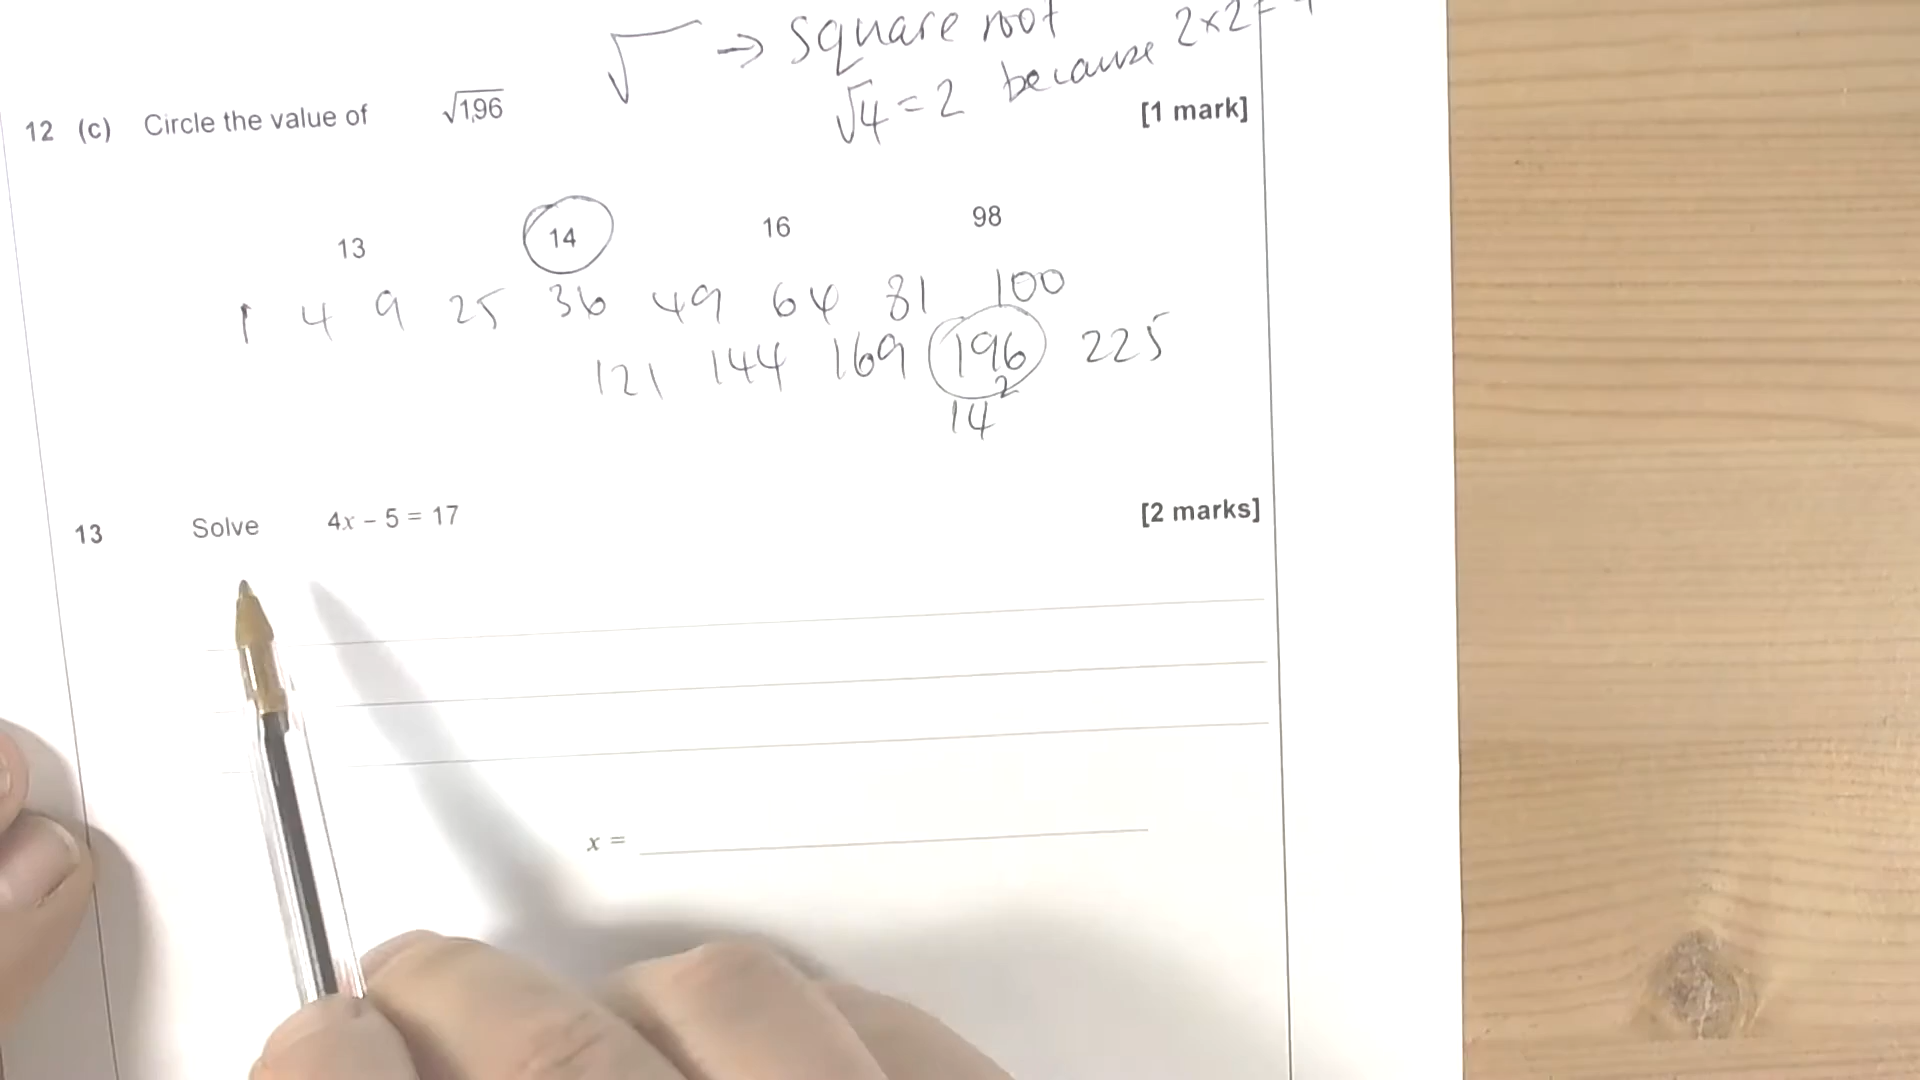 √ → square root
√4 = 2 because 2×2=4
12 (c) Circle the value of √196
[1 mark]
13 14 16 98
1 4 9 25 36 49 64 81 100
121 144 169 196 225
14²
13 Solve 4x – 5 = 17 [2 marks]
x =